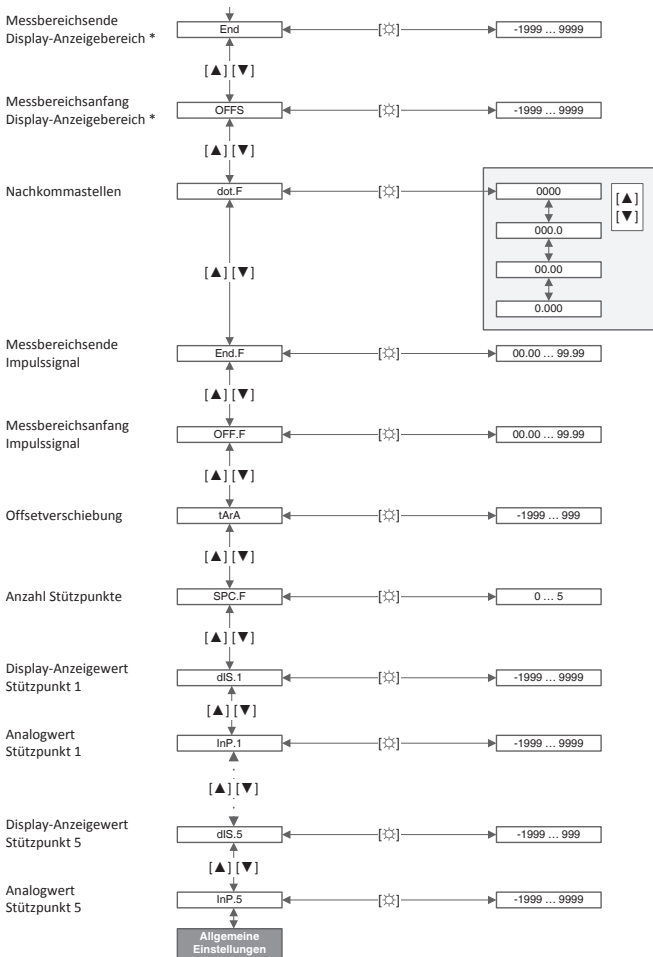 Messbereichsende
Display-Anzeigebereich *
End
[☼]
-1999 ... 9999
[▲] [▼]
Messbereichsanfang
Display-Anzeigebereich *
OFFS
[☼]
-1999 ... 9999
[▲] [▼]
Nachkommastellen
dot.F
[☼]
0000
000.0
00.00
0.000
[▲]
[▼]
[▲] [▼]
Messbereichsende
Impulssignal
End.F
[☼]
00.00 ... 99.99
[▲] [▼]
Messbereichsanfang
Impulssignal
OFF.F
[☼]
00.00 ... 99.99
[▲] [▼]
Offsetverschiebung
tArA
[☼]
-1999 ... 999
[▲] [▼]
Anzahl Stützpunkte
SPC.F
[☼]
0 ... 5
[▲] [▼]
Display-Anzeigewert
Stützpunkt 1
dIS.1
[☼]
-1999 ... 9999
[▲] [▼]
Analogwert
Stützpunkt 1
InP.1
[☼]
-1999 ... 9999
[▲] [▼]
Display-Anzeigewert
Stützpunkt 5
dIS.5
[☼]
-1999 ... 999
[▲] [▼]
Analogwert
Stützpunkt 5
InP.5
[☼]
-1999 ... 9999
Allgemeine
Einstellungen